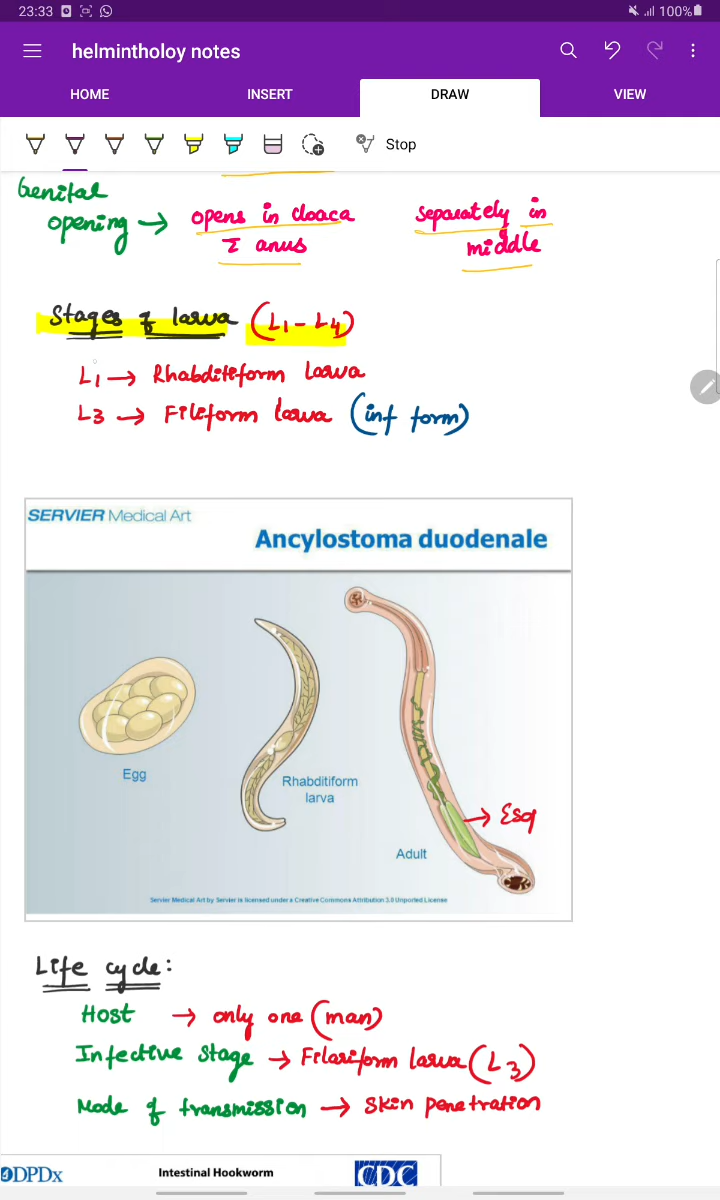 23:33
100%
helmintholoy notes
HOME INSERT DRAW VIEW
Stop
Genital
opening → opens in cloaca separately in
c̄ anus middle
Stages of larva (L1 - L4)
L1 → Rhabditeform larva
L3 → Filiform larva (inf form)
SERVIER Medical Art
Ancylostoma duodenale
Egg
Rhabditiform
larva
→ Esq
Adult
Servier Medical Art by Servier is licensed under a Creative Commons Attribution 3.0 Unported License
Life cycle:
Host → only one (man)
Infective stage → Filariform larva (L3)
Mode of transmission → skin penetration
DPDx Intestinal Hookworm CDC